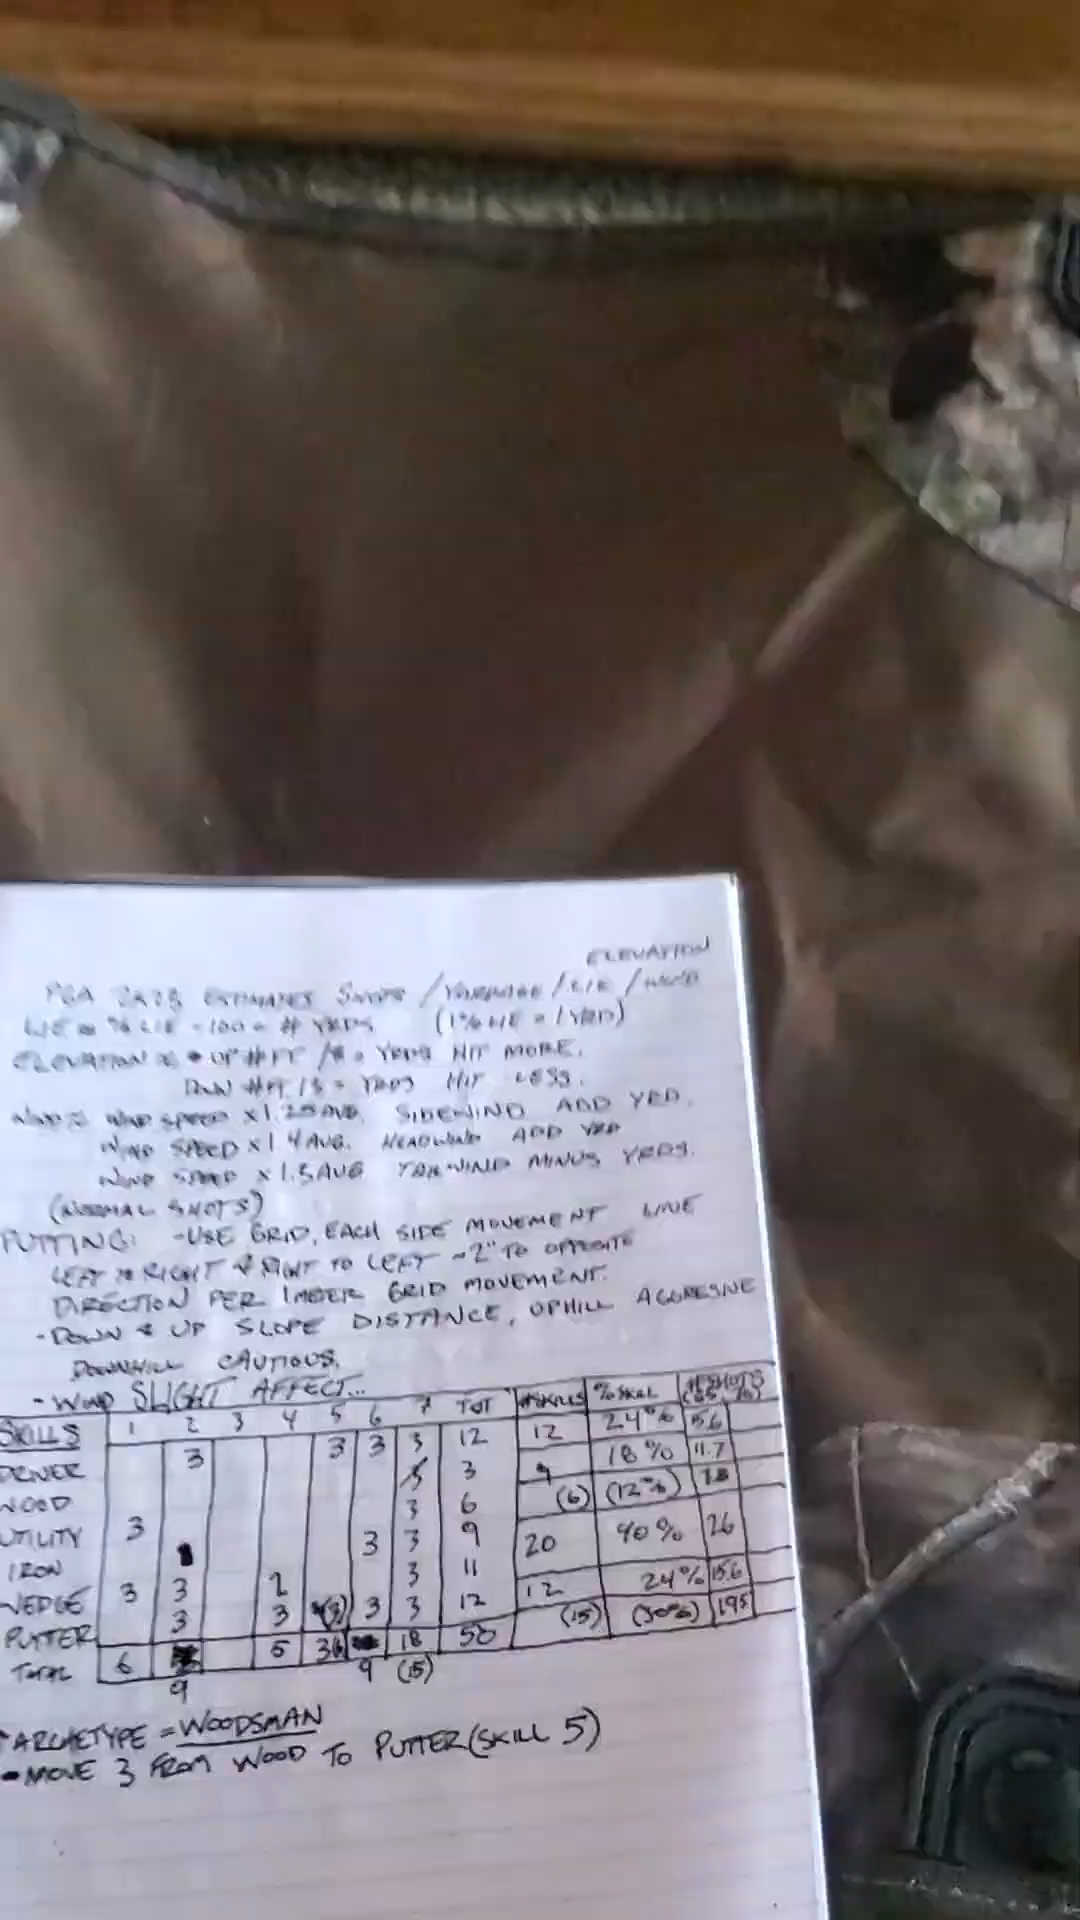 ELEVATION
PGA 2K23 ESTIMATES SHOTS / YARDAGE / LIE / WIND
LIE = % LIE - 100 = # YRDS (1% LIE = 1 YRD)
ELEVATION = UP #FT / 3 = YRDS HIT MORE.
DWN #FT / 3 = YRDS HIT LESS.
WIND = WIND SPEED X 1.25 AVG. SIDEWIND ADD YRD.
WIND SPEED X 1.4 AVG. HEADWIND ADD YRD
WIND SPEED X 1.5 AVG TAILWIND MINUS YRDS.
(NORMAL SHOTS)
PUTTING: - USE GRID, EACH SIDE MOVEMENT LINE
LEFT TO RIGHT & RIGHT TO LEFT ~2" TO OPPOSITE
DIRECTION PER GRID MOVEMENT.
- DOWN & UP SLOPE DISTANCE, UPHILL AGGRESIVE
DOWNHILL CAUTIOUS.
- WIND SLIGHT AFFECT...
SKILLS 1 2 3 4 5 6 7 TOT #SKILLS %SKILL #SHOTS
DRIVER 3 3 3 3 12 12 24%
WOOD 3 9 18% 11.7
UTILITY 3 3 6 (6) (12%) 7.8
IRON 3 3 9 20 40% 26
WEDGE 3 3 2 3 11 12 24% 15.6
PUTTER 3 3 (3) 3 3 12 (15) (30%) 19.5
TOTAL 6 5 36 18 50
9 9 (15)
ARCHETYPE = WOODSMAN
- MOVE 3 FROM WOOD TO PUTTER (SKILL 5)